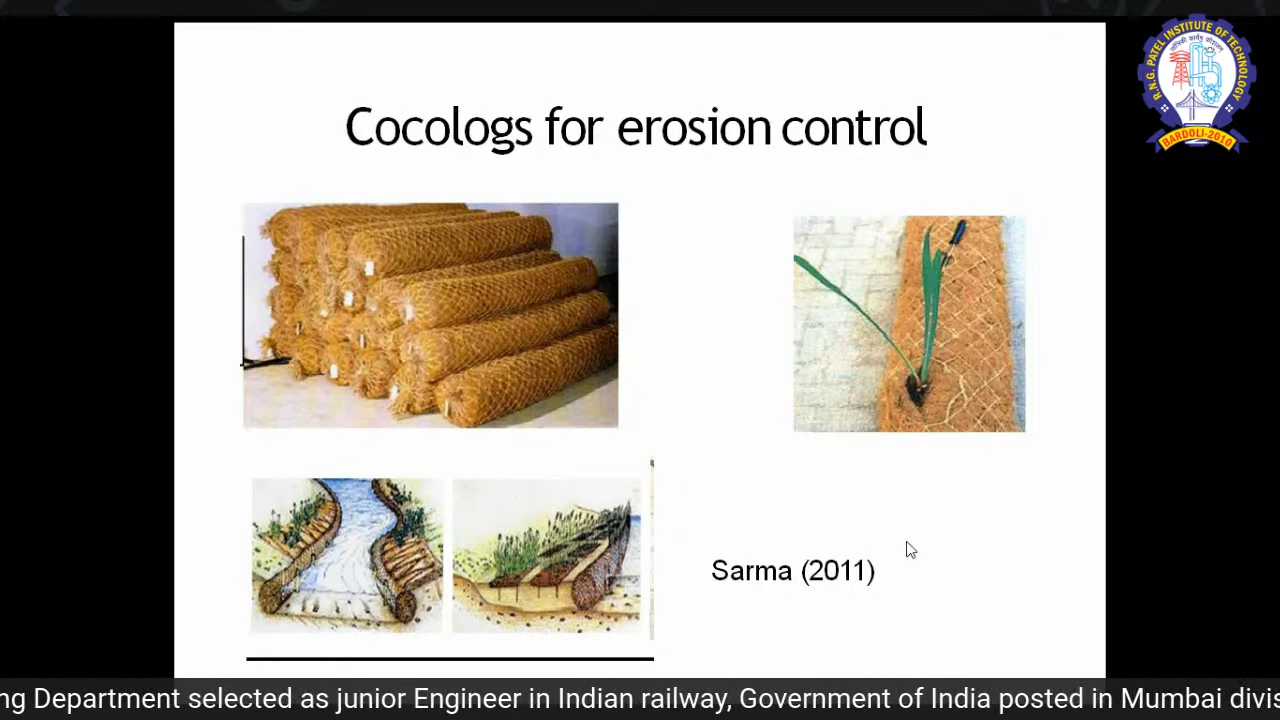 Cocologs for erosion control
R.N.G. PATEL INSTITUTE OF TECHNOLOGY
BARDOLI-2010
Sarma (2011)
ng Department selected as junior Engineer in Indian railway, Government of India posted in Mumbai divis